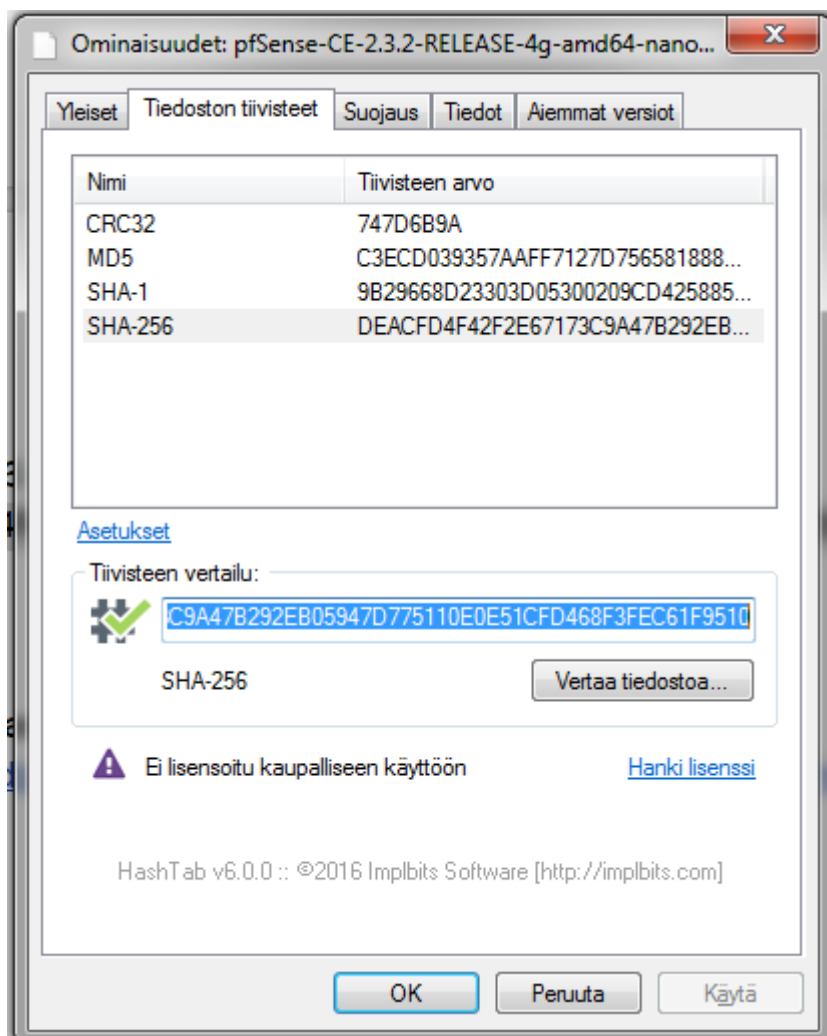 Ominaisuudet: pfSense-CE-2.3.2-RELEASE-4g-amd64-nano...
Yleiset Tiedoston tiivisteet Suojaus Tiedot Aiemmat versiot
Nimi Tiivisteen arvo
CRC32 747D6B9A
MD5 C3ECD039357AAFF7127D756581888...
SHA-1 9B29668D23303D05300209CD425885...
SHA-256 DEACFD4F42F2E67173C9A47B292EB...
Asetukset
Tiivisteen vertailu:
C9A47B292EB05947D775110E0E51CFD468F3FEC61F9510
SHA-256 Vertaa tiedostoa...
Ei lisensoitu kaupalliseen käyttöön Hanki lisenssi
HashTab v6.0.0 :: ©2016 Implbits Software [http://implbits.com]
OK Peruuta Käytä